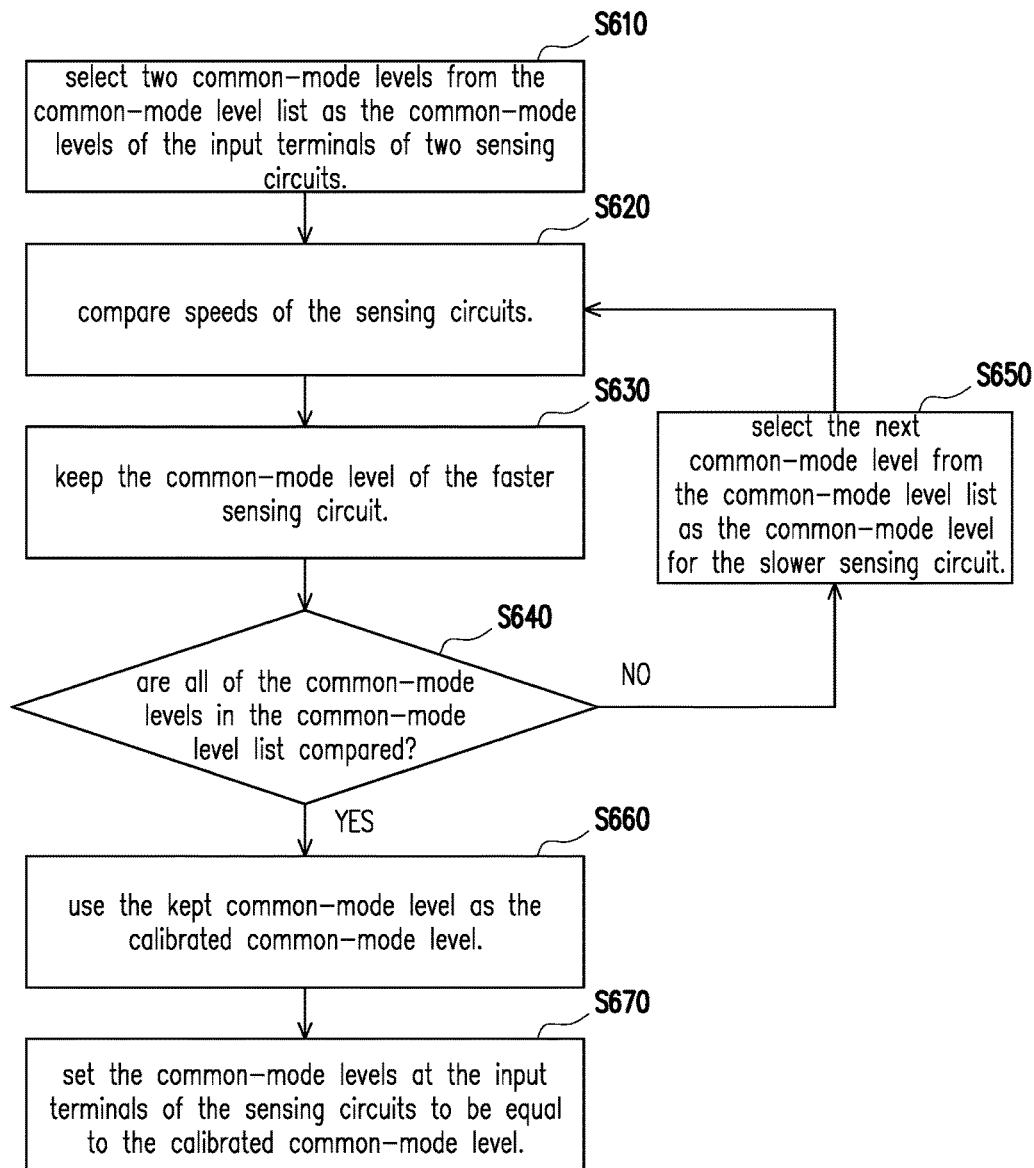 S610
select two common-mode levels from the
common-mode level list as the common-mode
levels of the input terminals of two sensing
circuits.
S620
compare speeds of the sensing circuits.
S630
keep the common-mode level of the faster
sensing circuit.
S650
select the next
common-mode level from
the common-mode level list
as the common-mode level
for the slower sensing circuit.
S640
are all of the common-mode
levels in the common-mode
level list compared?
NO
YES
S660
use the kept common-mode level as the
calibrated common-mode level.
S670
set the common-mode levels at the input
terminals of the sensing circuits to be equal
to the calibrated common-mode level.